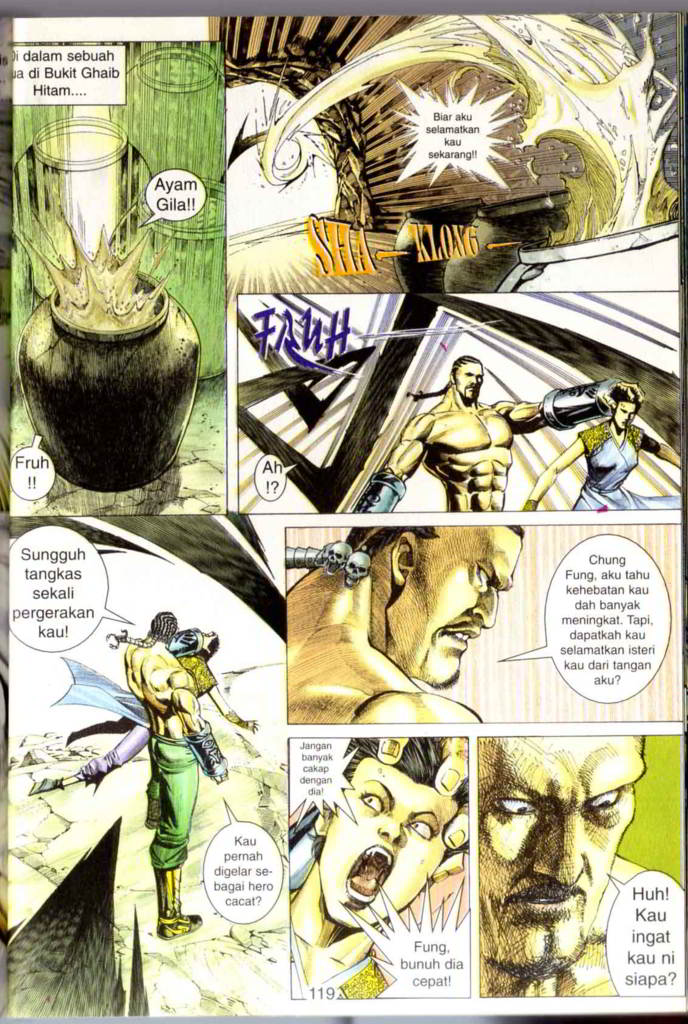 Di dalam sebuah
di Bukit Ghaib
Hitam....
Ayam
Gila!!
Fruh
!!
Biar aku
selamatkan
kau
sekarang!!
SHA - KLONG -
FRUH
Ah
!?
Sungguh
tangkas
sekali
pergerakan
kau!
Kau
pernah
digelar se-
bagai hero
cacat?
Chung
Fung, aku tahu
kehebatan kau
dah banyak
meningkat. Tapi,
dapatkah kau
selamatkan isteri
kau dari tangan
aku?
Jangan
banyak
cakap
dengan
dia!
Fung,
bunuh dia
cepat!
Huh!
Kau
ingat
kau ni
siapa?
119